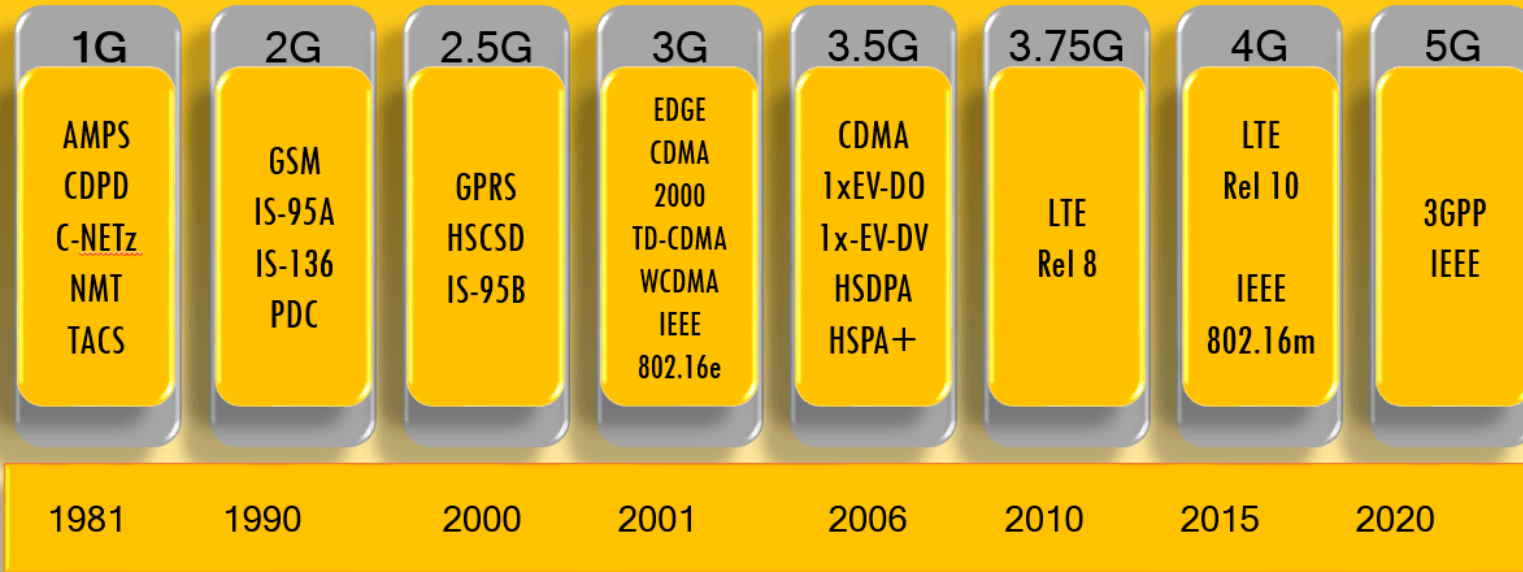 1G
AMPS
CDPD
C-NETz
NMT
TACS
2G
GSM
IS-95A
IS-136
PDC
2.5G
GPRS
HSCSD
IS-95B
3G
EDGE
CDMA
2000
TD-CDMA
WCDMA
IEEE
802.16e
3.5G
CDMA
1xEV-DO
1x-EV-DV
HSDPA
HSPA+
3.75G
LTE
Rel 8
4G
LTE
Rel 10
IEEE
802.16m
5G
3GPP
IEEE
1981 1990 2000 2001 2006 2010 2015 2020